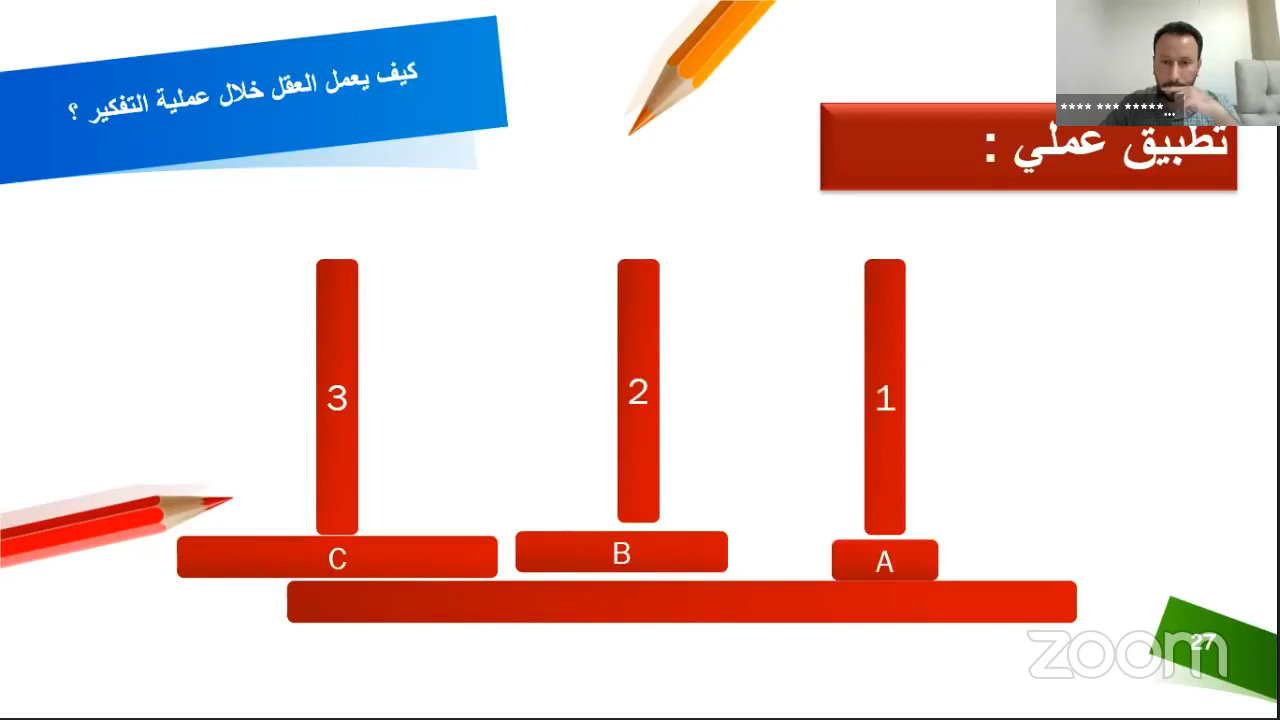 كيف يعمل العقل خلال عملية التفكير ؟
**** *** *****...
تطبيق عملي :
3
2
1
C
B
A
zoom
27